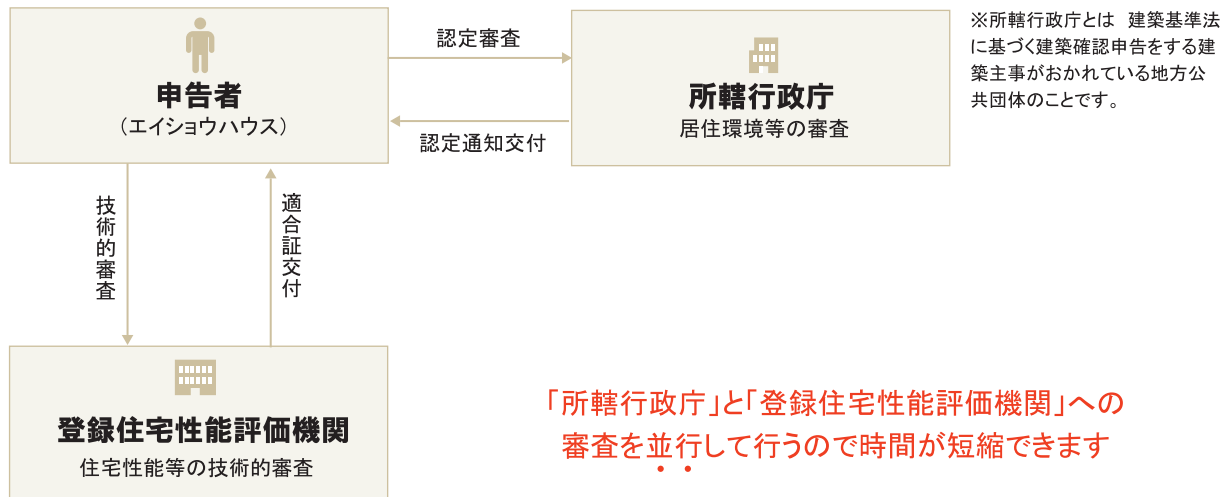 申告者
（エイショウハウス）
認定審査
認定通知交付
所轄行政庁
居住環境等の審査
※所轄行政庁とは 建築基準法
に基づく建築確認申告をする建
築主事がおかれている地方公
共団体のことです。
技術的審査
適合証交付
登録住宅性能評価機関
住宅性能等の技術的審査
「所轄行政庁」と「登録住宅性能評価機関」への
審査を並行して行うので時間が短縮できます